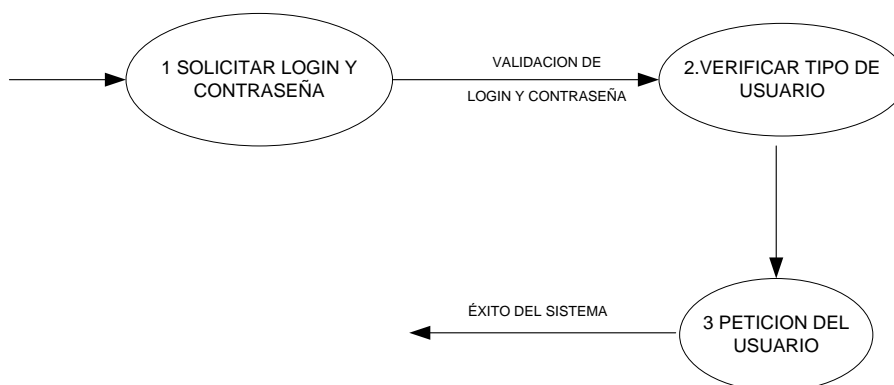 1 SOLICITAR LOGIN Y
CONTRASEÑA
VALIDACION DE
LOGIN Y CONTRASEÑA
2.VERIFICAR TIPO DE
USUARIO
ÉXITO DEL SISTEMA
3 PETICION DEL
USUARIO